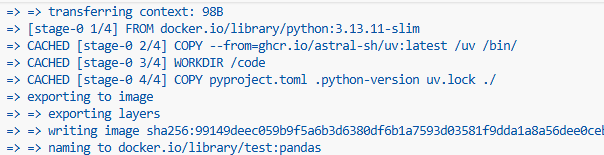 => => transferring context: 98B
=> [stage-0 1/4] FROM docker.io/library/python:3.13.11-slim
=> CACHED [stage-0 2/4] COPY --from=ghcr.io/astral-sh/uv:latest /uv /bin/
=> CACHED [stage-0 3/4] WORKDIR /code
=> CACHED [stage-0 4/4] COPY pyproject.toml .python-version uv.lock ./
=> exporting to image
=> => exporting layers
=> => writing image sha256:99149deec059b9f5a6b3d6380df6b1a7593d03581f9dda1a8a56dee0ceb
=> => naming to docker.io/library/test:pandas